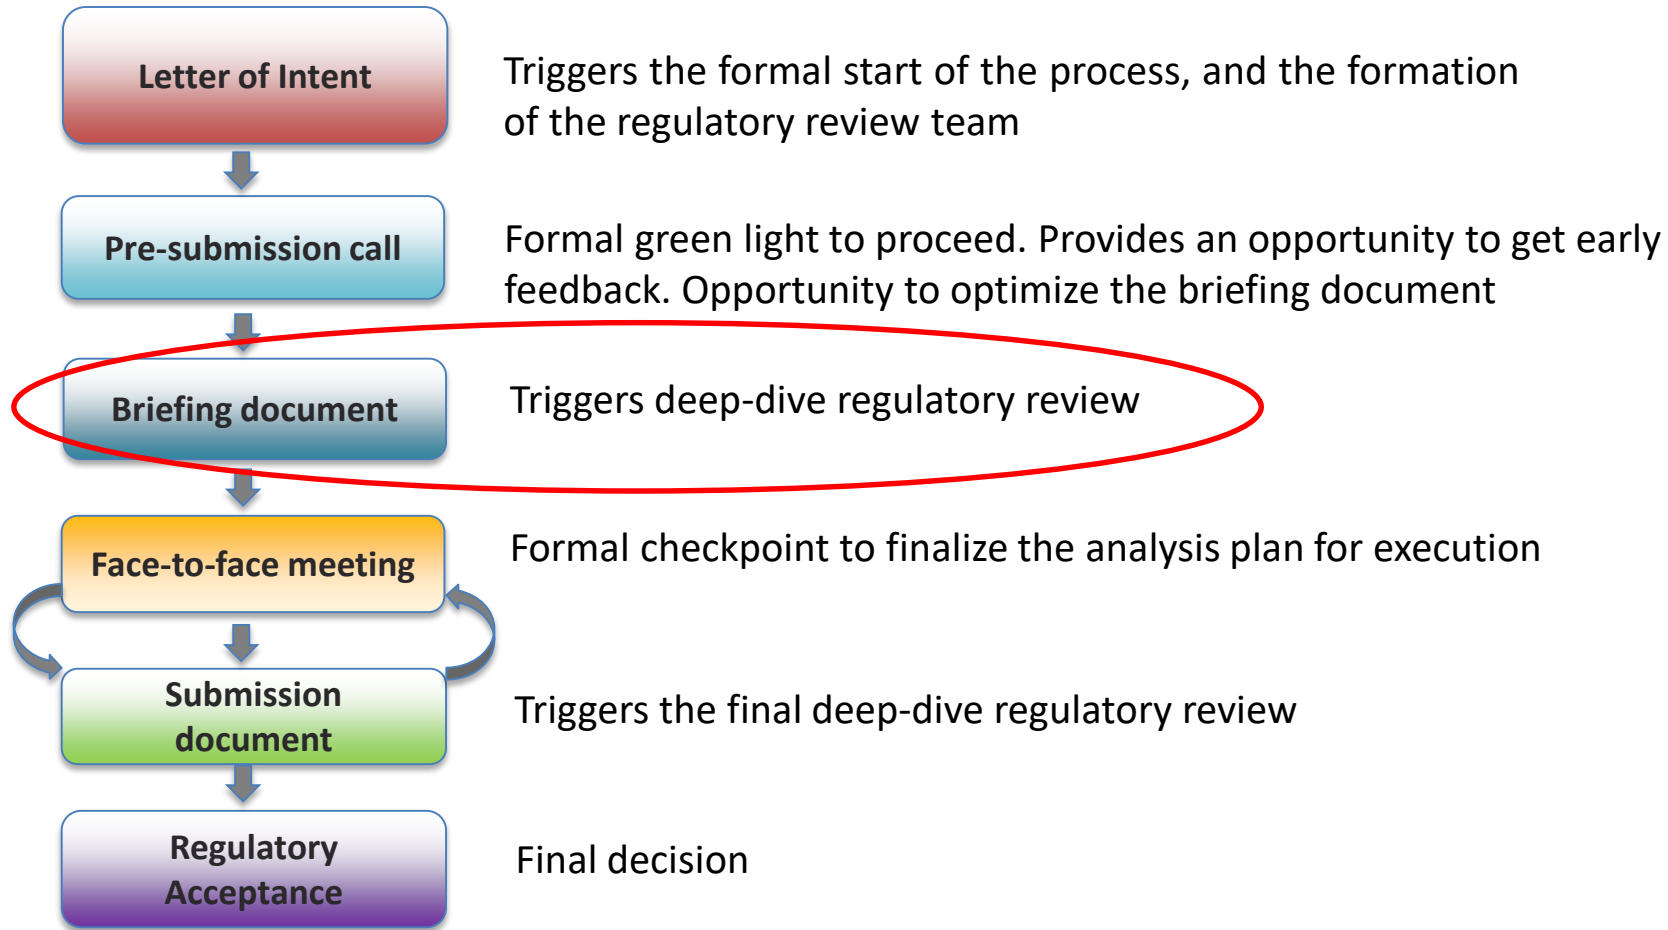 Letter of Intent
Triggers the formal start of the process, and the formation
of the regulatory review team
Pre-submission call
Formal green light to proceed. Provides an opportunity to get early
feedback. Opportunity to optimize the briefing document
Briefing document
Triggers deep-dive regulatory review
Face-to-face meeting
Formal checkpoint to finalize the analysis plan for execution
Submission
document
Triggers the final deep-dive regulatory review
Regulatory
Acceptance
Final decision